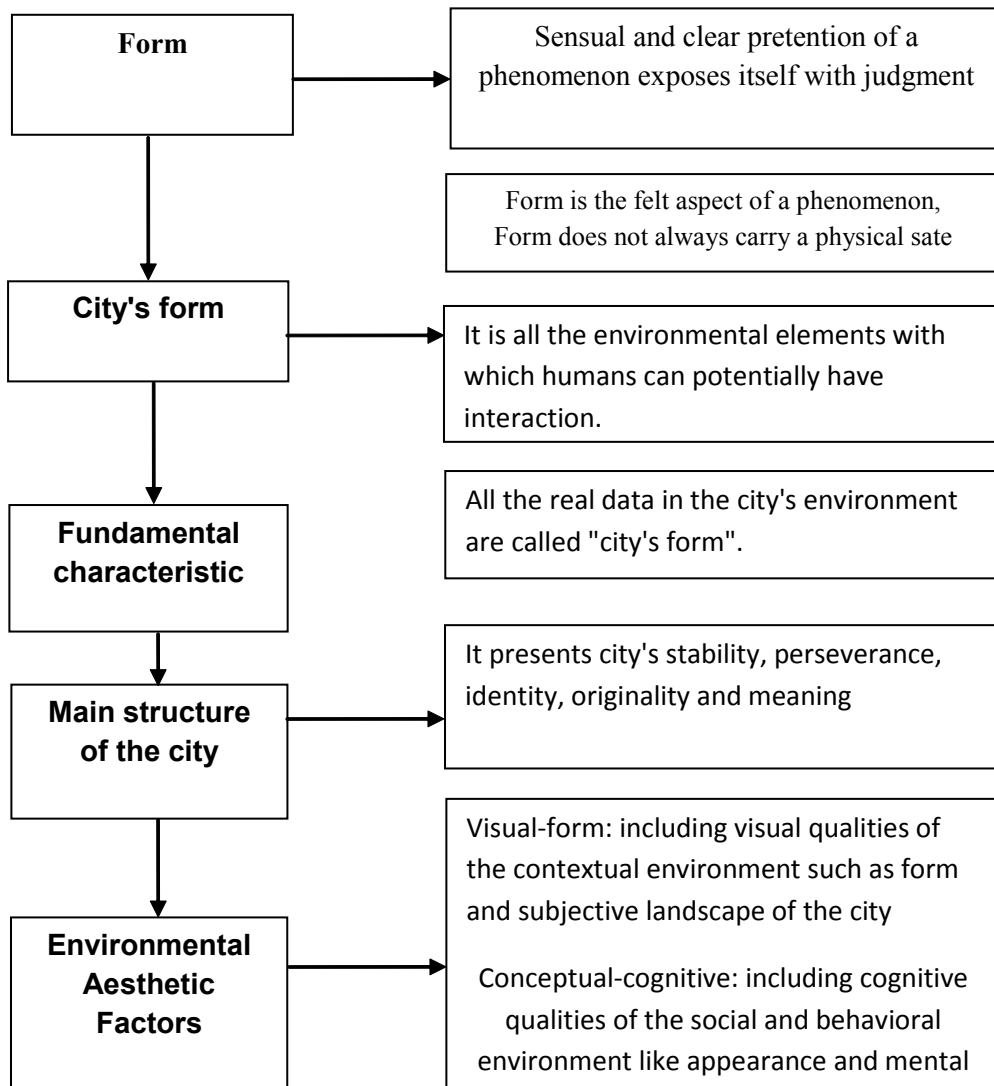 Form
Sensual and clear pretention of a
phenomenon exposes itself with judgment
Form is the felt aspect of a phenomenon,
Form does not always carry a physical sate
City's form
It is all the environmental elements with
which humans can potentially have
interaction.
All the real data in the city's environment
are called "city's form".
Fundamental
characteristic
It presents city's stability, perseverance,
identity, originality and meaning
Main structure
of the city
Visual-form: including visual qualities of
the contextual environment such as form
and subjective landscape of the city
Conceptual-cognitive: including cognitive
qualities of the social and behavioral
environment like appearance and mental
Environmental
Aesthetic
Factors